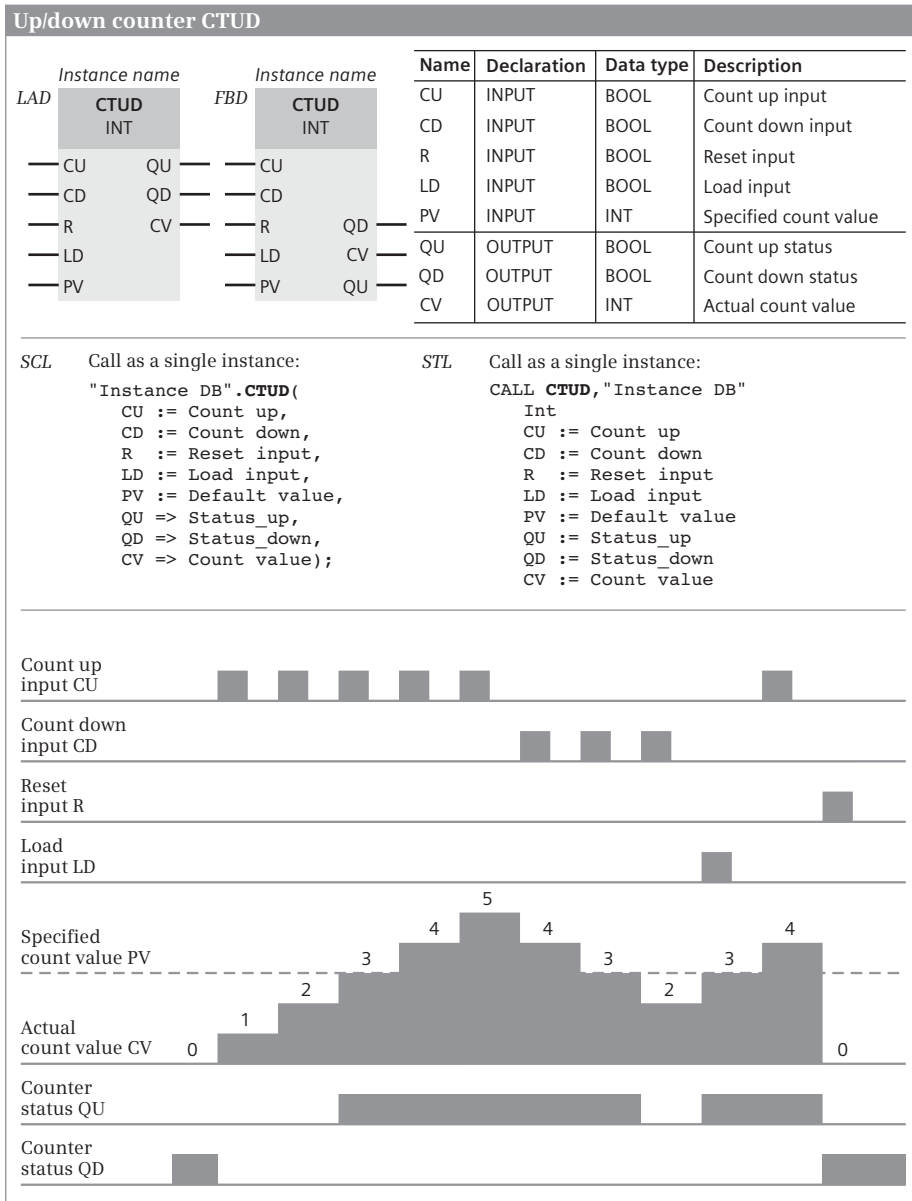 Up/down counter CTUD
Instance name
LAD
CTUD
INT
CU QU
CD QD
R CV
LD
PV
Instance name
FBD
CTUD
INT
CU
CD
R QD
LD CV
PV QU
Name Declaration Data type Description
CU INPUT BOOL Count up input
CD INPUT BOOL Count down input
R INPUT BOOL Reset input
LD INPUT BOOL Load input
PV INPUT INT Specified count value
QU OUTPUT BOOL Count up status
QD OUTPUT BOOL Count down status
CV OUTPUT INT Actual count value
SCL Call as a single instance:
"Instance DB".CTUD(
CU := Count up,
CD := Count down,
R := Reset input,
LD := Load input,
PV := Default value,
QU => Status_up,
QD => Status_down,
CV => Count value);
STL Call as a single instance:
CALL CTUD,"Instance DB"
Int
CU := Count up
CD := Count down
R := Reset input
LD := Load input
PV := Default value
QU := Status_up
QD := Status_down
CV := Count value
Count up
input CU
Count down
input CD
Reset
input R
Load
input LD
5
4 4 4
Specified
count value PV
3 3 3
2 2
1
Actual
count value CV 0 0
Counter
status QU
Counter
status QD